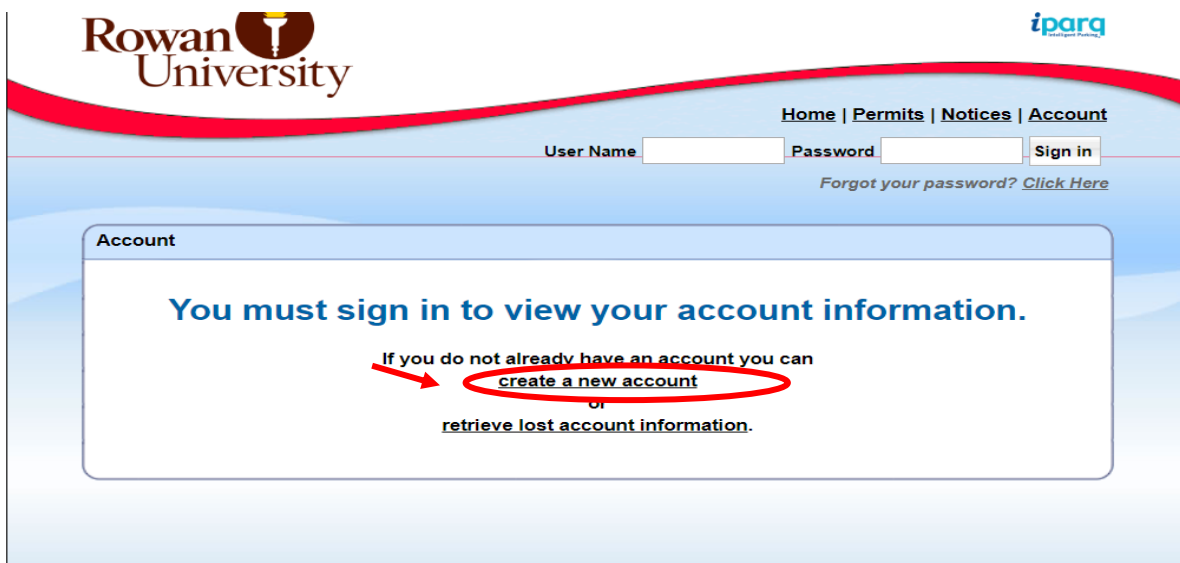 Rowan
University
iparq
Intelligent Parking
Home | Permits | Notices | Account
User Name Password Sign in
Forgot your password? Click Here
Account
You must sign in to view your account information.
If you do not already have an account you can
create a new account
or
retrieve lost account information.